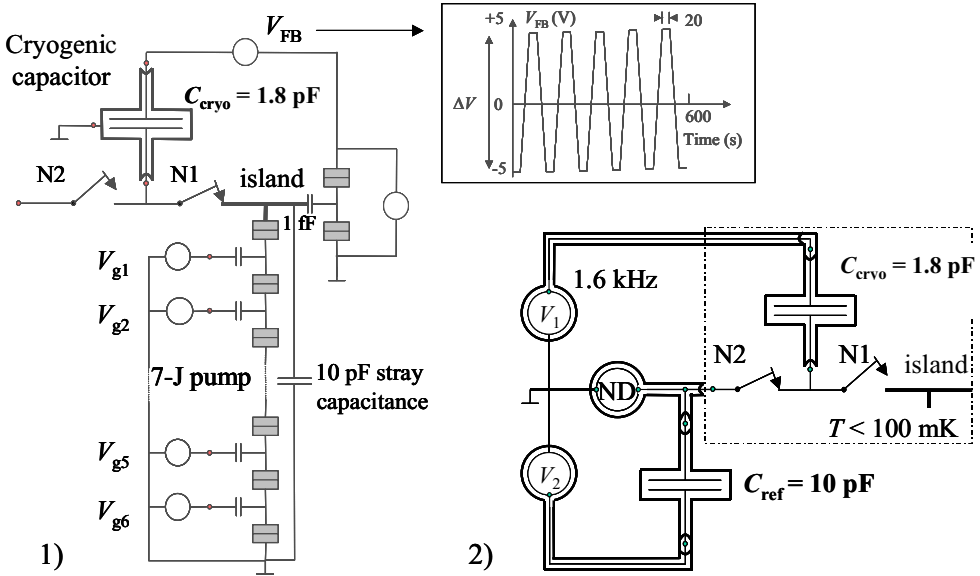 V_FB
Cryogenic
capacitor
C_cryo = 1.8 pF
N2
N1
island
1 fF
V_g1
V_g2
7-J pump
10 pF stray
capacitance
V_g5
V_g6
1)
+5
V_FB (V)
20
ΔV
0
600
Time (s)
-5
1.6 kHz
C_cryo = 1.8 pF
V_1
N2
N1
island
ND
T < 100 mK
V_2
C_ref = 10 pF
2)